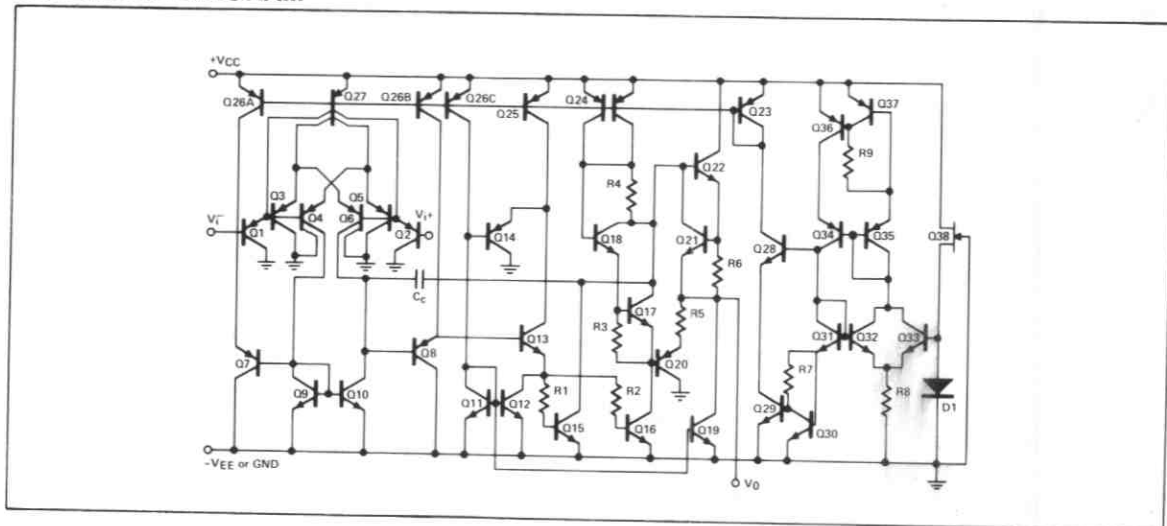 +VCC
Q26A
Q27
Q26B
Q26C
Q25
Q24
Q23
Q37
Q36
R9
Q22
R4
Vi-
Q3
Q5
Q1
Q4
Q6
Q2
Vi+
Q14
Q18
Q21
R6
Q28
Q34
Q35
Q38
CC
Q17
R3
R5
Q20
Q13
Q31
Q32
Q33
Q7
Q8
R1
R2
R7
R8
D1
Q9
Q10
Q11
Q12
Q15
Q16
Q19
Q29
Q30
-VEE or GND
VO